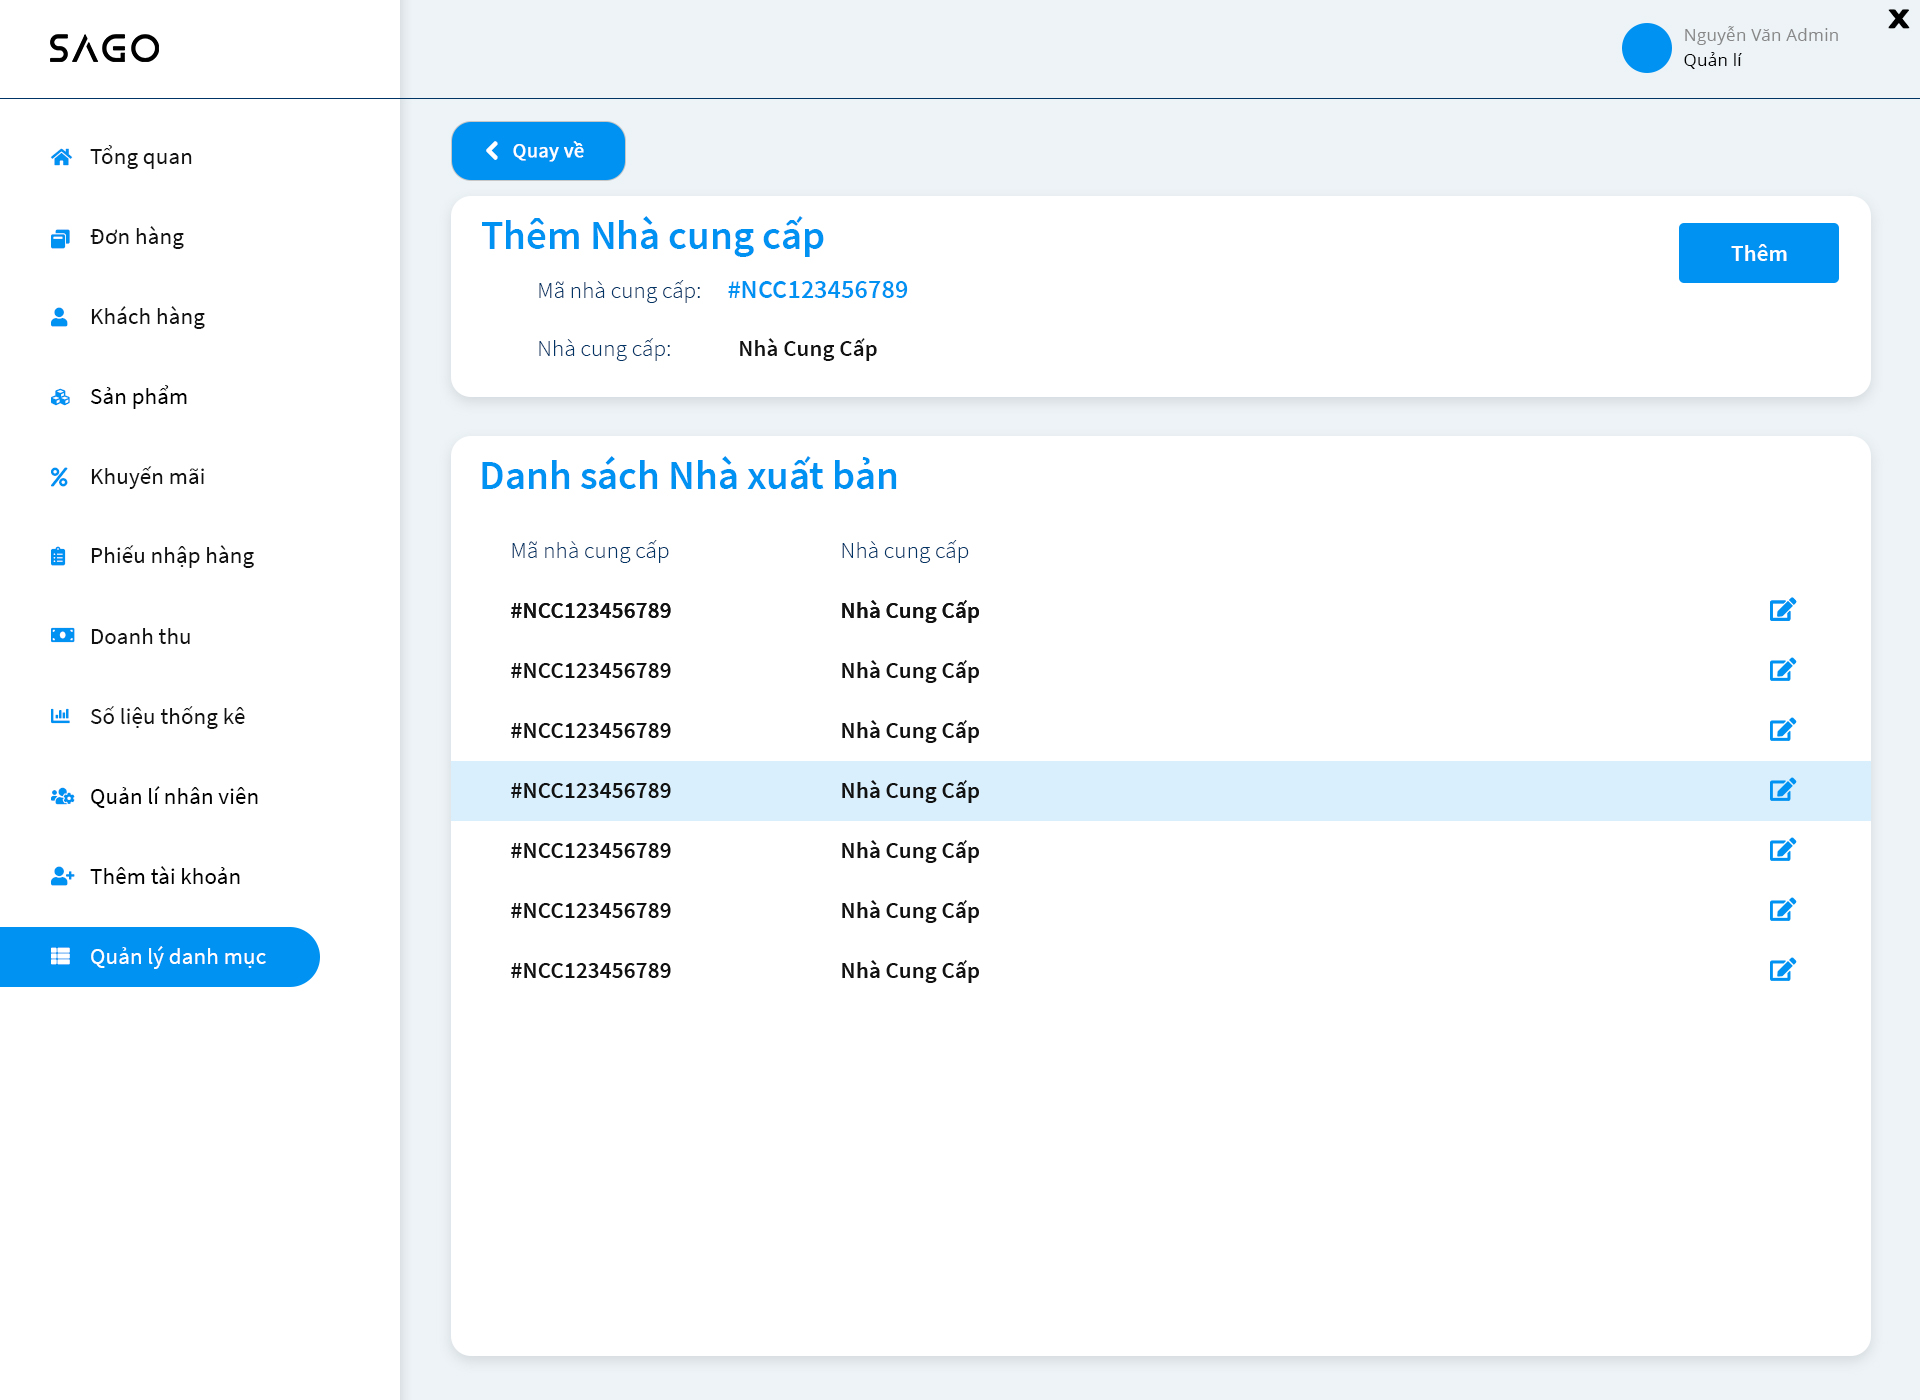 SAGO
Nguyễn Văn Admin
Quản lí
Tổng quan
Đơn hàng
Khách hàng
Sản phẩm
Khuyến mãi
Phiếu nhập hàng
Doanh thu
Số liệu thống kê
Quản lí nhân viên
Thêm tài khoản
Quản lý danh mục
Quay về
Thêm Nhà cung cấp
Thêm
Mã nhà cung cấp: #NCC123456789
Nhà cung cấp: Nhà Cung Cấp
Danh sách Nhà xuất bản
Mã nhà cung cấp Nhà cung cấp
#NCC123456789 Nhà Cung Cấp
#NCC123456789 Nhà Cung Cấp
#NCC123456789 Nhà Cung Cấp
#NCC123456789 Nhà Cung Cấp
#NCC123456789 Nhà Cung Cấp
#NCC123456789 Nhà Cung Cấp
#NCC123456789 Nhà Cung Cấp